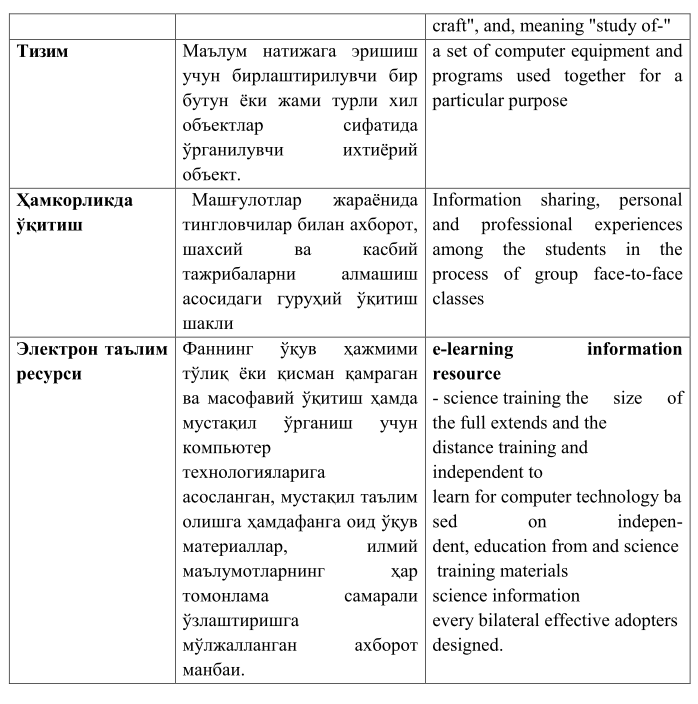 craft", and, meaning "study of-"
Тизим
Маълум натижага эришиш
учун бирлаштирилувчи бир
бутун ёки жами турли хил
объектлар сифатида
ўрганилувчи ихтиёрий
объект.
a set of computer equipment and
programs used together for a
particular purpose
Ҳамкорликда
ўқитиш
Машғулотлар жараёнида
тингловчилар билан ахборот,
шахсий ва касбий
тажрибаларни алмашиш
асосидаги гуруҳий ўқитиш
шакли
Information sharing, personal
and professional experiences
among the students in the
process of group face-to-face
classes
Электрон таълим
ресурси
Фаннинг ўқув ҳажмими
тўлиқ ёки қисман қамраган
ва масофавий ўқитиш ҳамда
мустақил ўрганиш учун
компьютер
технологияларига
асосланган, мустақил таълим
олишга ҳамдафанга оид ўқув
материаллар, илмий
маълумотларнинг ҳар
томонлама самарали
ўзлаштиришга
мўлжалланган ахборот
манбаи.
e-learning information
resource
- science training the size of
the full extends and the
distance training and
independent to
learn for computer technology ba
sed on indepen-
dent, education from and science
training materials
science information
every bilateral effective adopters
designed.